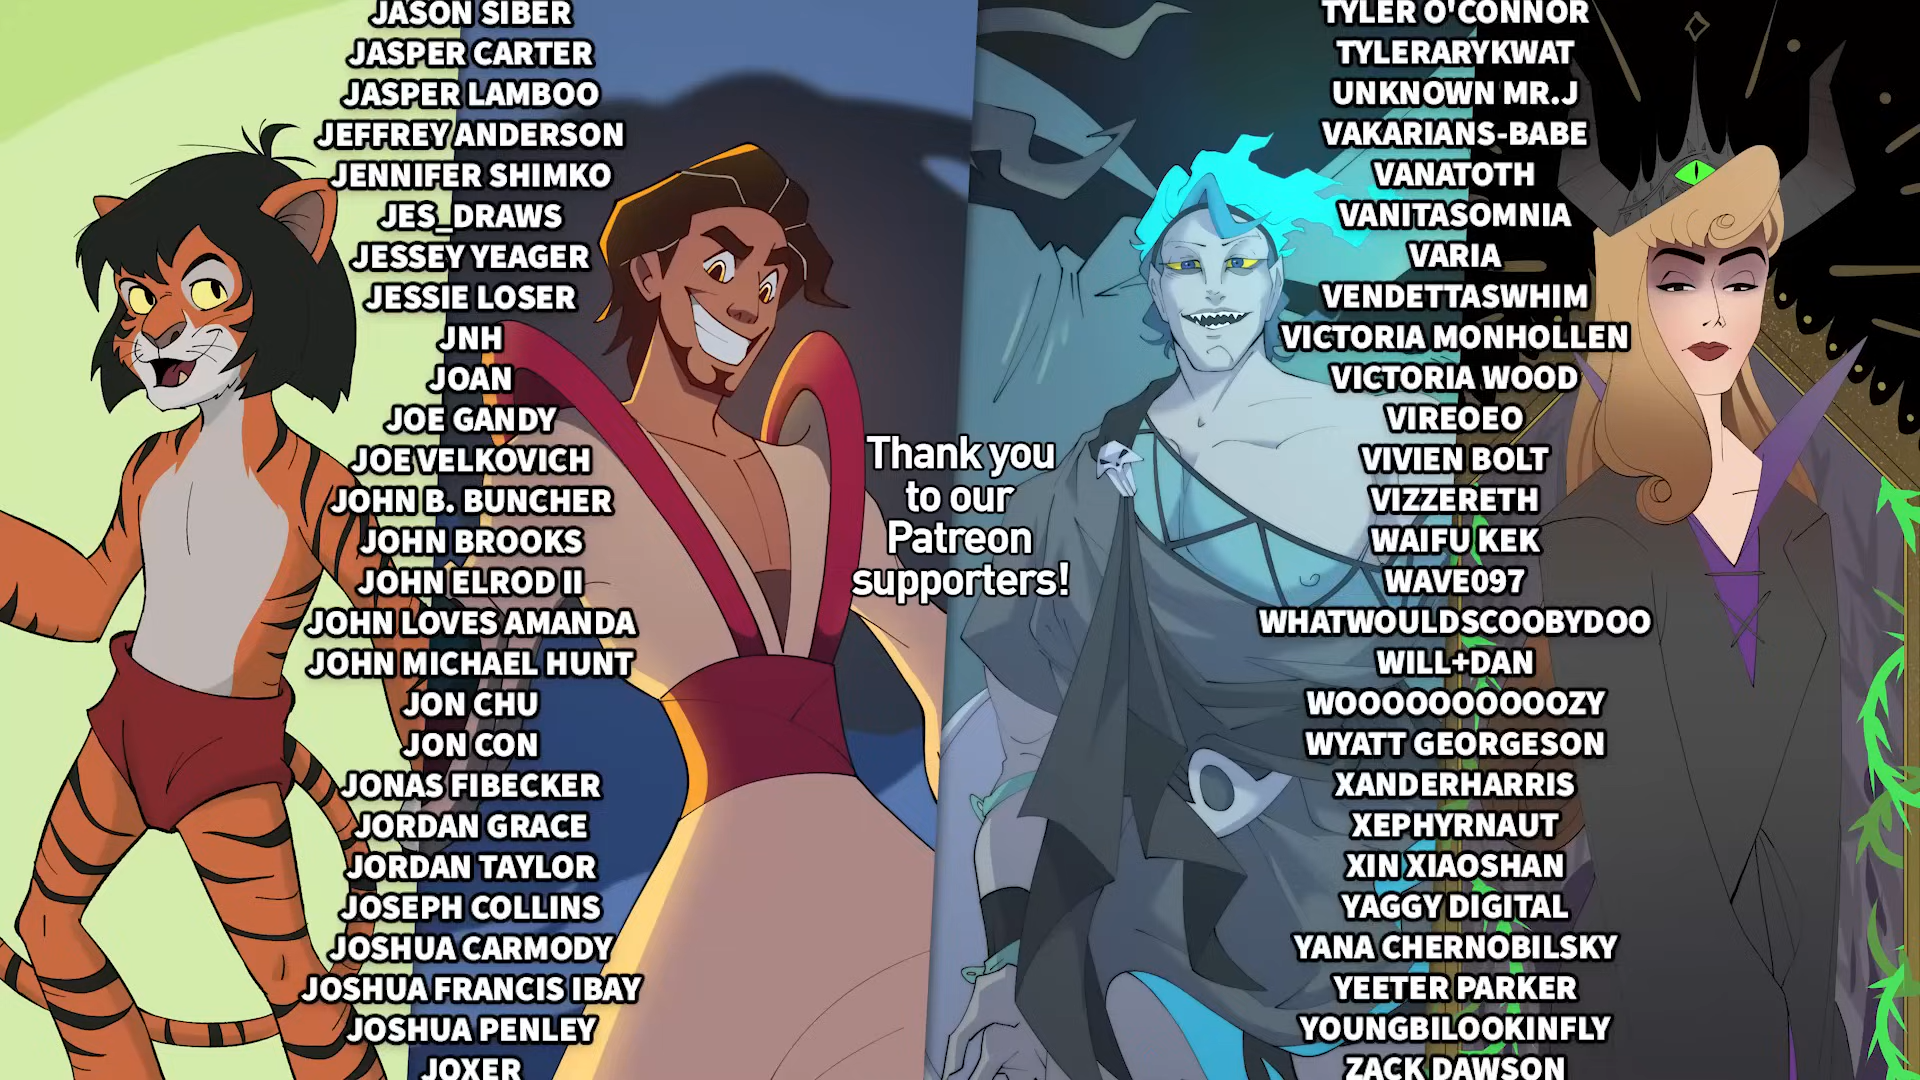 JASON SIBER
JASPER CARTER
JASPER LAMBOO
JEFFREY ANDERSON
JENNIFER SHIMKO
JES_DRAWS
JESSEY YEAGER
JESSIE LOSER
JNH
JOAN
JOE GANDY
JOE VELKOVICH
JOHN B. BUNCHER
JOHN BROOKS
JOHN ELROD II
JOHN LOVES AMANDA
JOHN MICHAEL HUNT
JON CHU
JON CON
JONAS FIBECKER
JORDAN GRACE
JORDAN TAYLOR
JOSEPH COLLINS
JOSHUA CARMODY
JOSHUA FRANCIS IBAY
JOSHUA PENLEY
JOXER
Thank you
to our
Patreon
supporters!
TYLER O'CONNOR
TYLERARYKWAT
UNKNOWN MR.J
VAKARIANS-BABE
VANATOTH
VANITASOMNIA
VARIA
VENDETTASWHIM
VICTORIA MONHOLLEN
VICTORIA WOOD
VIREOEO
VIVIEN BOLT
VIZZERETH
WAIFU KEK
WAVE097
WHATWOULDSCOOBYDOO
WILL+DAN
WOOOOOOOOOOZY
WYATT GEORGESON
XANDERHARRIS
XEPHYRNAUT
XIN XIAOSHAN
YAGGY DIGITAL
YANA CHERNOBILSKY
YEETER PARKER
YOUNGBILOOKINFLY
ZACK DAWSON